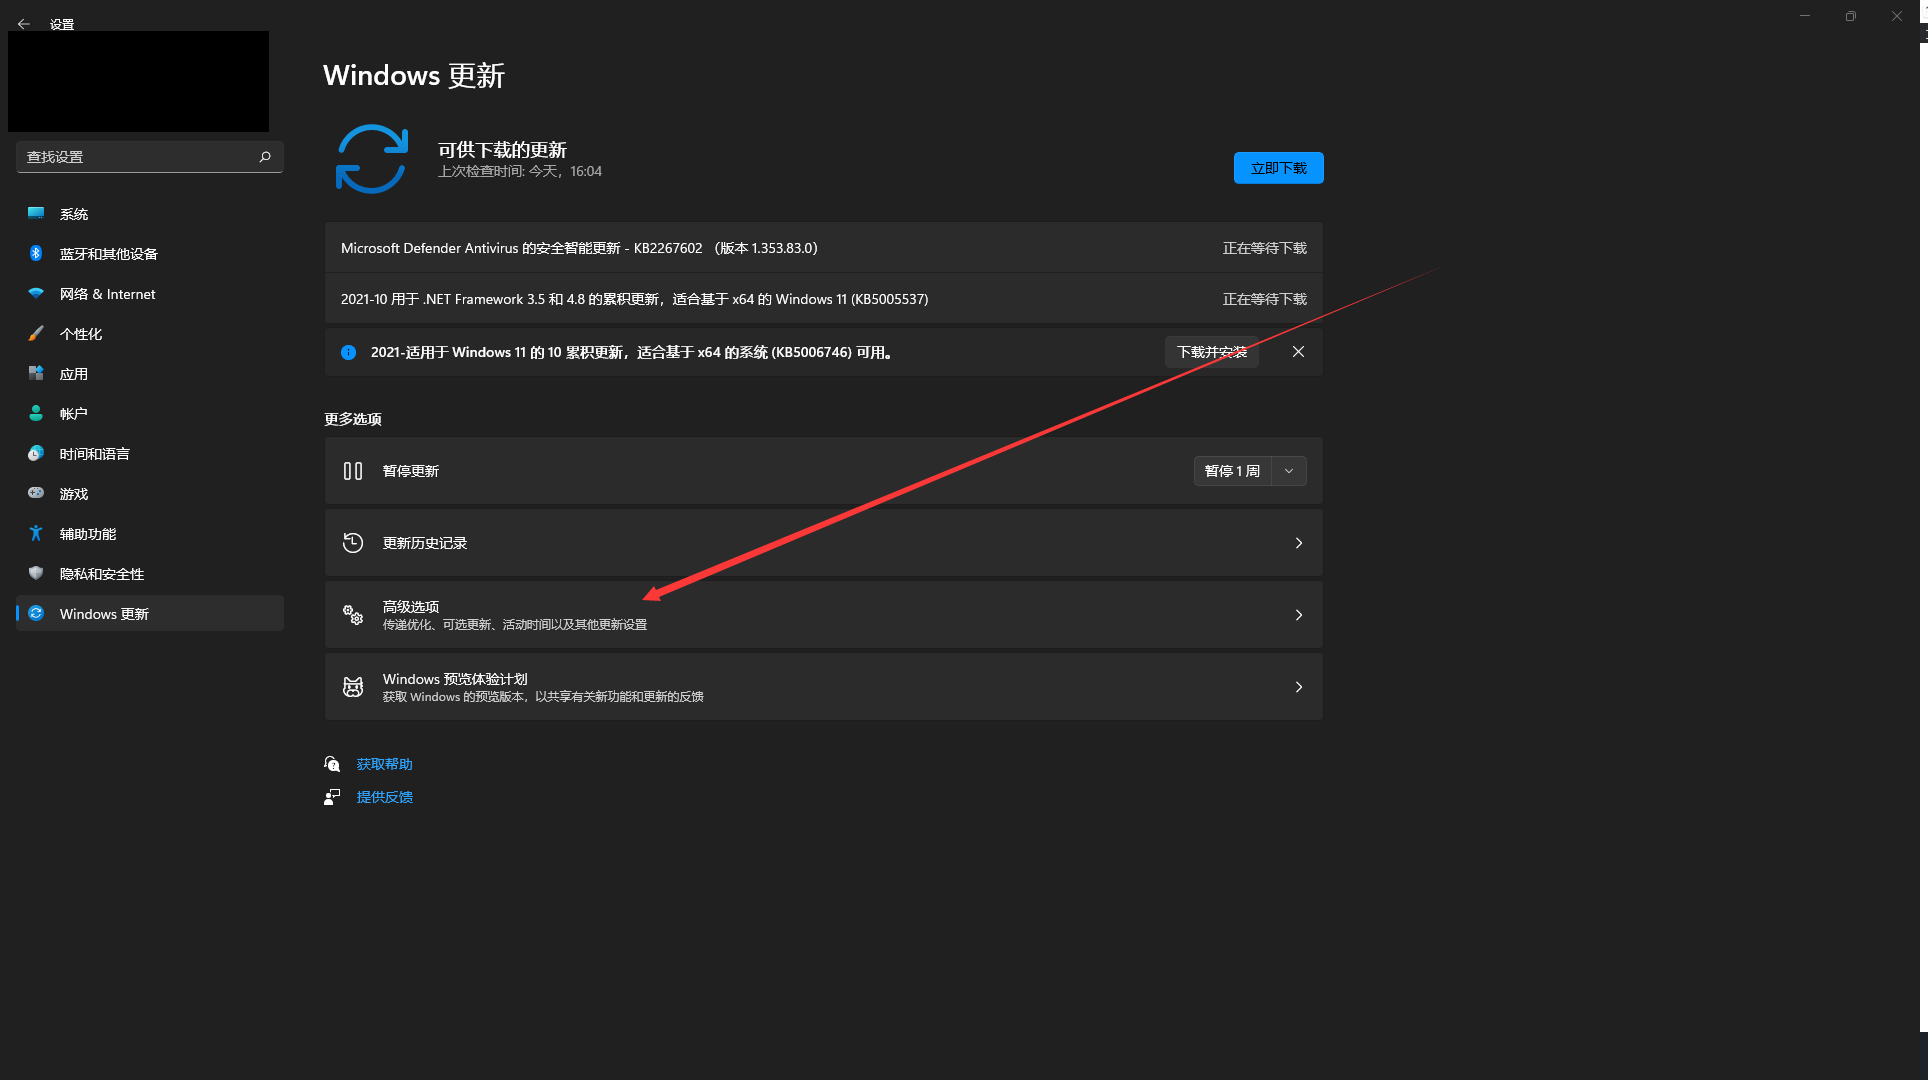 设置
查找设置
系统
蓝牙和其他设备
网络 & Internet
个性化
应用
帐户
时间和语言
游戏
辅助功能
隐私和安全性
Windows 更新
Windows 更新
可供下载的更新
上次检查时间: 今天，16:04
立即下载
Microsoft Defender Antivirus 的安全智能更新 - KB2267602 （版本 1.353.83.0）
正在等待下载
2021-10 用于 .NET Framework 3.5 和 4.8 的累积更新，适合基于 x64 的 Windows 11 (KB5005537)
正在等待下载
2021-适用于 Windows 11 的 10 累积更新，适合基于 x64 的系统 (KB5006746) 可用。
下载并安装
更多选项
暂停更新
暂停 1 周
更新历史记录
高级选项
传递优化、可选更新、活动时间以及其他更新设置
Windows 预览体验计划
获取 Windows 的预览版本，以共享有关新功能和更新的反馈
获取帮助
提供反馈